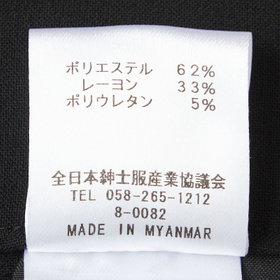 ポリエステル 62%
レーヨン 33%
ポリウレタン 5%
全日本紳士服産業協議会
TEL 058-265-1212
8-0082
MADE IN MYANMAR